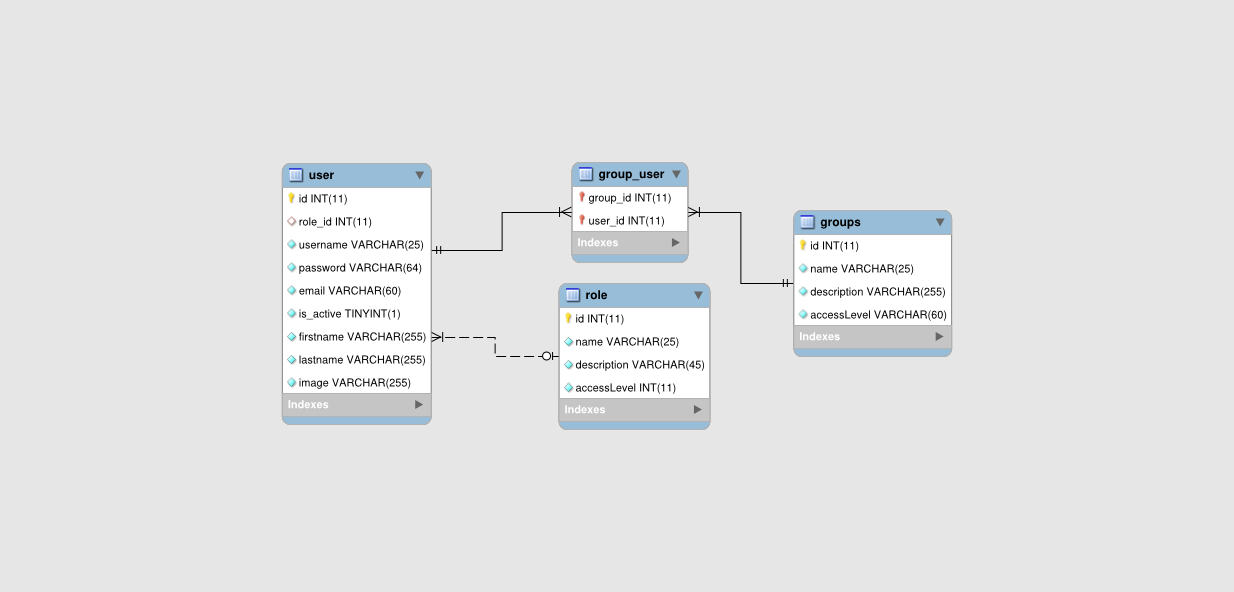 user
id INT(11)
role_id INT(11)
username VARCHAR(25)
password VARCHAR(64)
email VARCHAR(60)
is_active TINYINT(1)
firstname VARCHAR(255)
lastname VARCHAR(255)
image VARCHAR(255)
Indexes
group_user
group_id INT(11)
user_id INT(11)
Indexes
role
id INT(11)
name VARCHAR(25)
description VARCHAR(45)
accessLevel INT(11)
Indexes
groups
id INT(11)
name VARCHAR(25)
description VARCHAR(255)
accessLevel VARCHAR(60)
Indexes